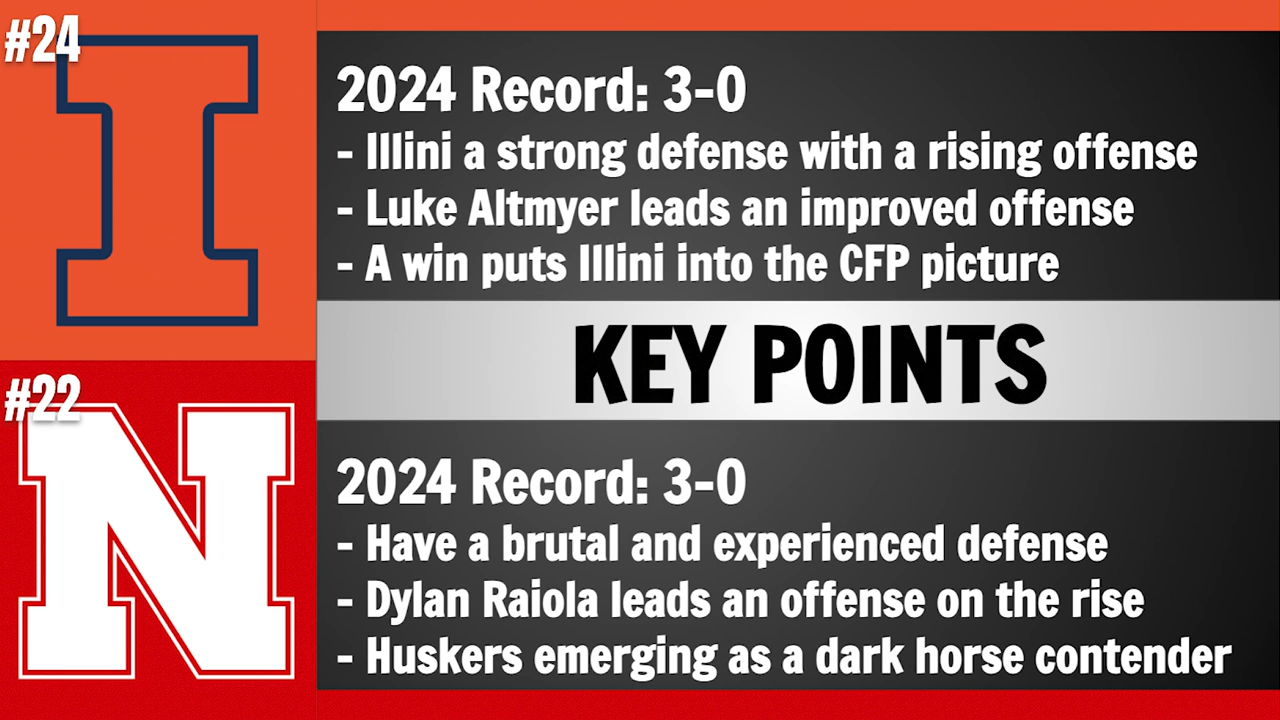 #24
I
2024 Record: 3-0
- Illini a strong defense with a rising offense
- Luke Altmyer leads an improved offense
- A win puts Illini into the CFP picture
KEY POINTS
#22
N
2024 Record: 3-0
- Have a brutal and experienced defense
- Dylan Raiola leads an offense on the rise
- Huskers emerging as a dark horse contender